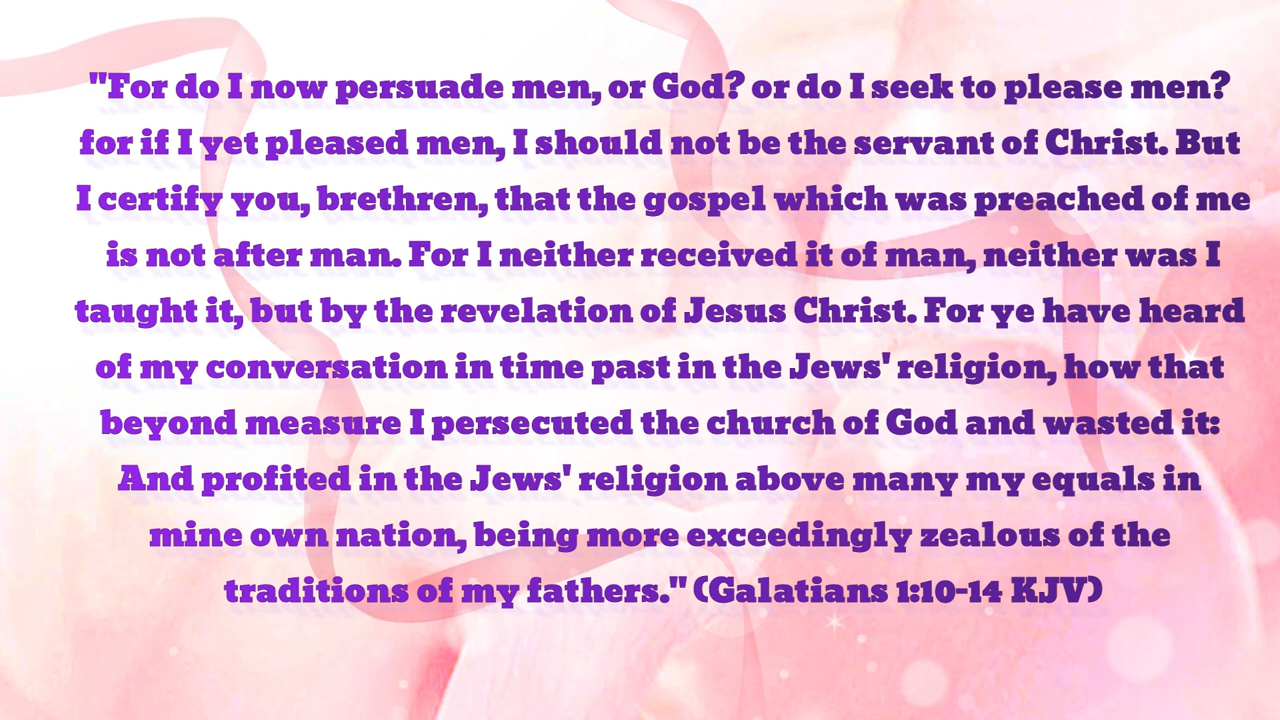 "For do I now persuade men, or God? or do I seek to please men?
for if I yet pleased men, I should not be the servant of Christ. But
I certify you, brethren, that the gospel which was preached of me
is not after man. For I neither received it of man, neither was I
taught it, but by the revelation of Jesus Christ. For ye have heard
of my conversation in time past in the Jews' religion, how that
beyond measure I persecuted the church of God and wasted it:
And profited in the Jews' religion above many my equals in
mine own nation, being more exceedingly zealous of the
traditions of my fathers." (Galatians 1:10-14 KJV)